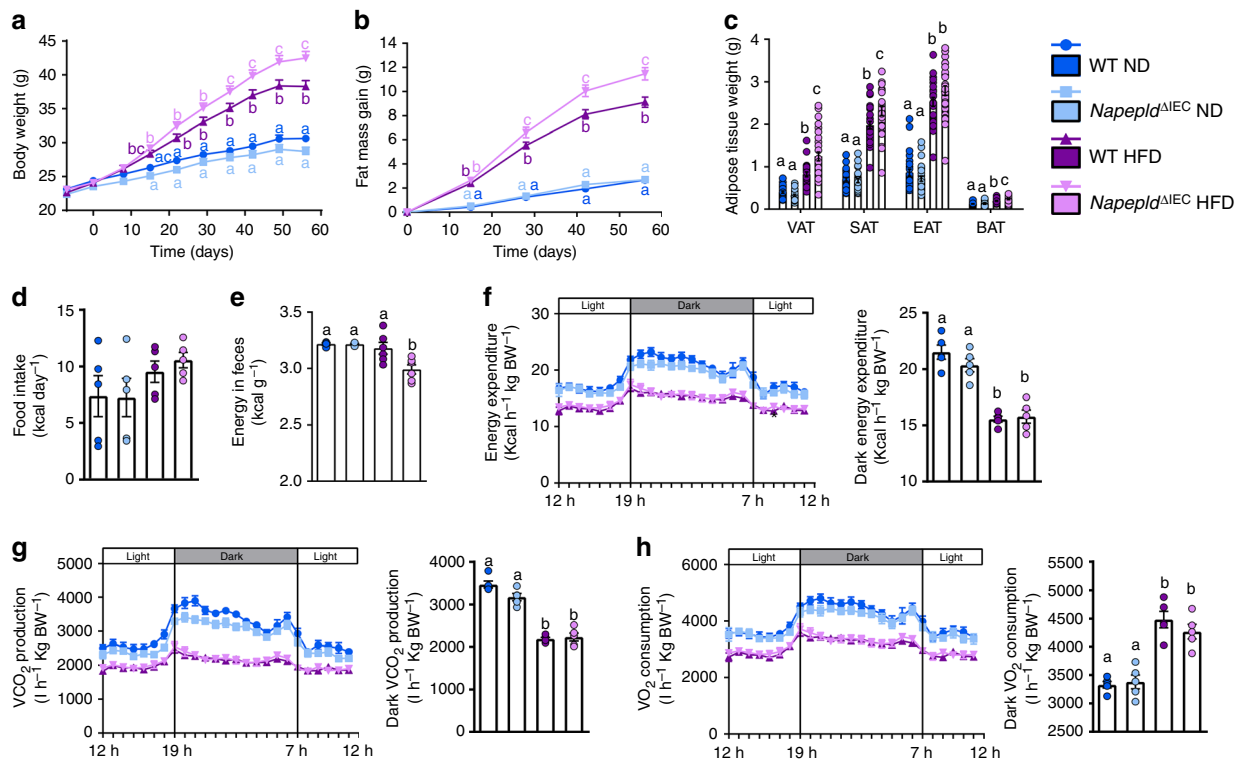 a
Body weight (g)
45
40
35
30
25
20
0 10 20 30 40 50 60
Time (days)
bc b b b c c c c
b b b b b
ac a a a a a
a a a a a a
b
Fat mass gain (g)
14
12
10
8
6
4
2
0
0 10 20 30 40 50 60
Time (days)
b b c c c
b b b
a a a a
a a a a
c
Adipose tissue weight (g)
4
3
2
1
0
a a b c
a a b c
a a b b
a a b c
VAT SAT EAT BAT
WT ND
Napepld^ΔIEC ND
WT HFD
Napepld^ΔIEC HFD
d
Food intake
(kcal day⁻¹)
15
10
5
0
e
Energy in feces
(kcal g⁻¹)
3.5
3.0
2.5
2.0
a a a b
f
Light Dark Light
Energy expenditure
(Kcal h⁻¹ Kg BW⁻¹)
30
20
10
0
12 h 19 h 7 h 12 h
Dark energy expenditure
(Kcal h⁻¹ kg BW⁻¹)
25
20
15
10
a a b b
g
Light Dark Light
VCO₂ production
(l h⁻¹ Kg BW⁻¹)
5000
4000
3000
2000
1000
0
12 h 19 h 7 h 12 h
Dark VCO₂ production
(l h⁻¹ Kg BW⁻¹)
4000
3000
2000
1000
0
a a b b
h
Light Dark Light
VO₂ consumption
(l h⁻¹ Kg BW⁻¹)
6000
4000
2000
0
12 h 19 h 7 h 12 h
Dark VO₂ consumption
(l h⁻¹ Kg BW⁻¹)
5500
5000
4500
4000
3500
3000
2500
a a b b